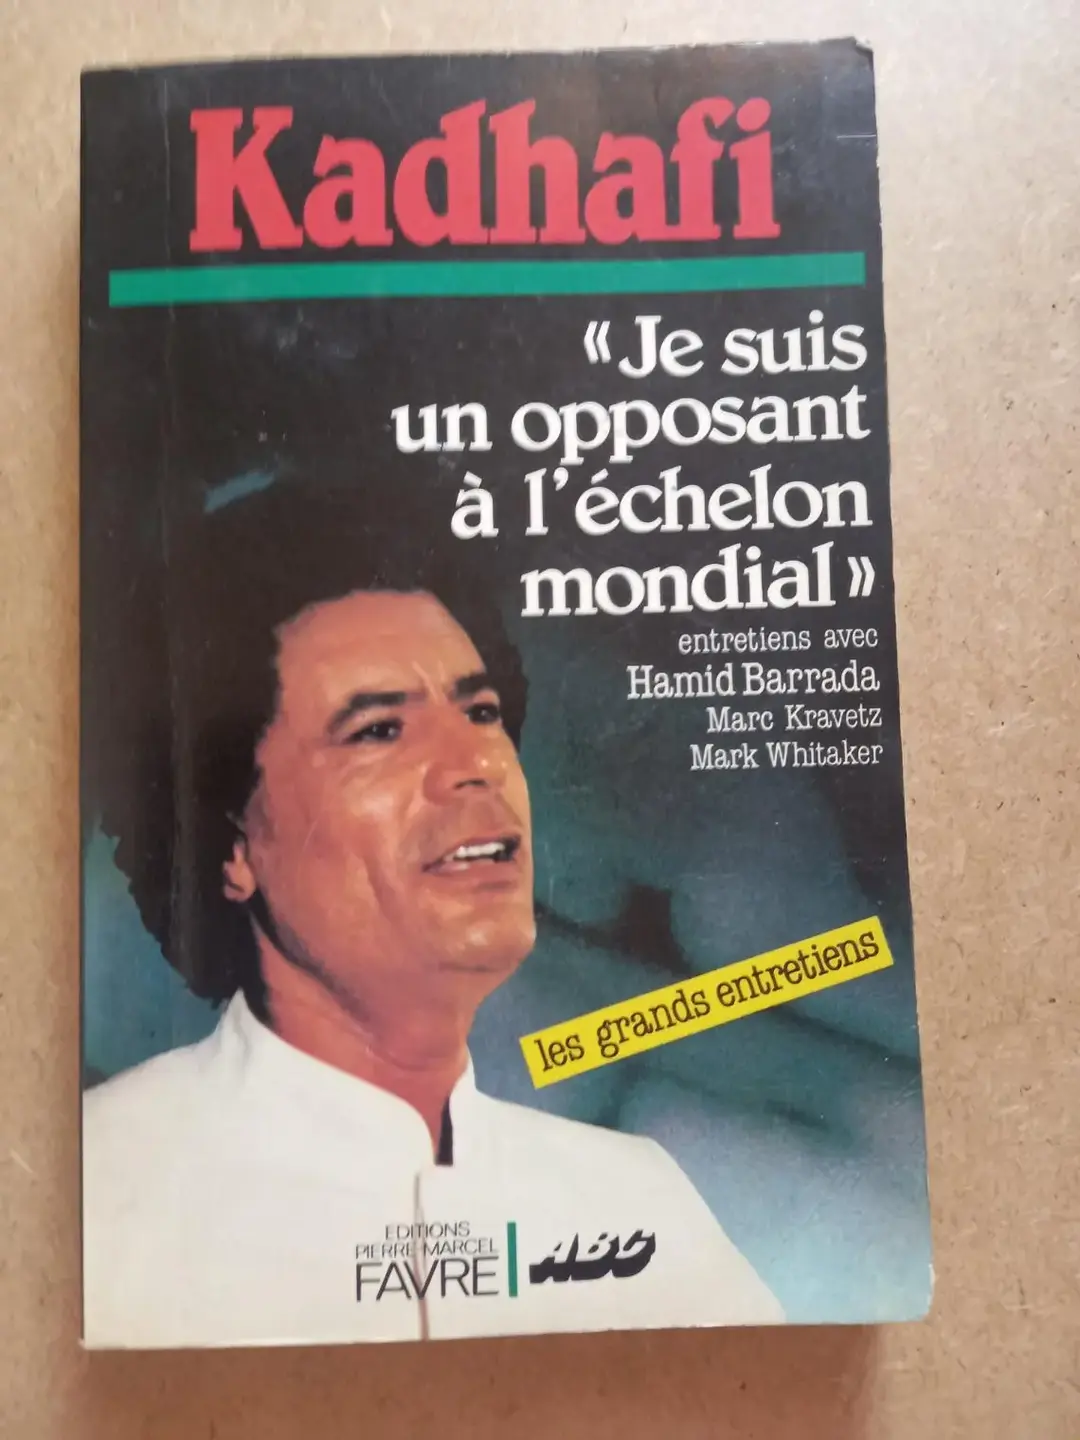 Kadhafi
«Je suis
un opposant
à l'échelon
mondial»
entretiens avec
Hamid Barrada
Marc Kravetz
Mark Whitaker
les grands entretiens
EDITIONS
PIERRE-MARCEL
FAVRE
ABC